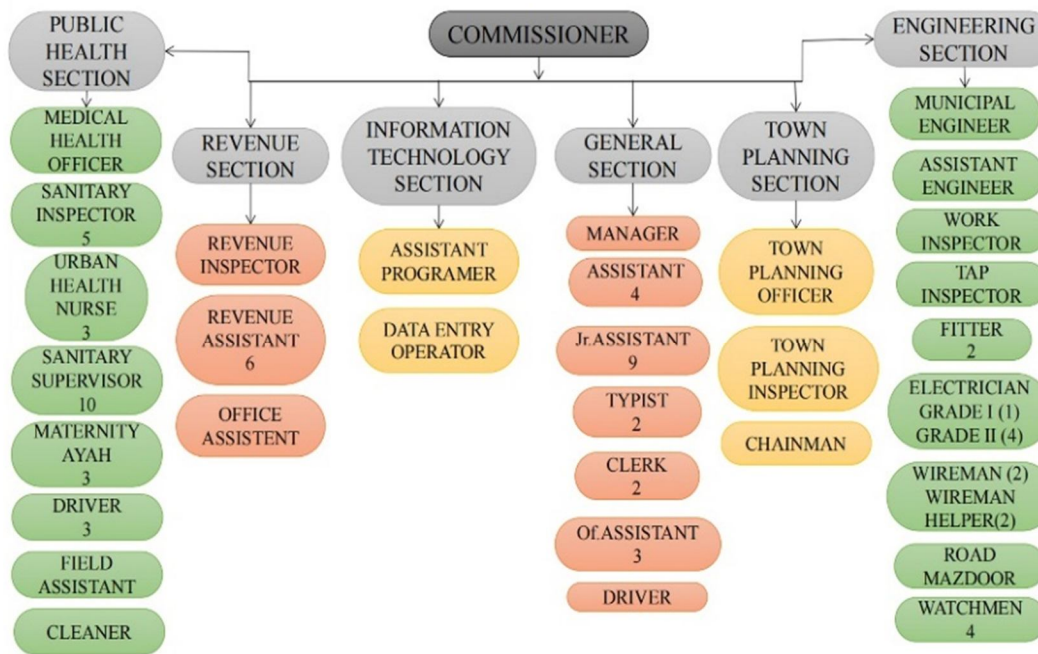 COMMISSIONER
PUBLIC
HEALTH
SECTION
MEDICAL
HEALTH
OFFICER
SANITARY
INSPECTOR
5
URBAN
HEALTH
NURSE
3
SANITARY
SUPERVISOR
10
MATERNITY
AYAH
3
DRIVER
3
FIELD
ASSISTANT
CLEANER
REVENUE
SECTION
REVENUE
INSPECTOR
REVENUE
ASSISTANT
6
OFFICE
ASSISTENT
INFORMATION
TECHNOLOGY
SECTION
ASSISTANT
PROGRAMER
DATA ENTRY
OPERATOR
GENERAL
SECTION
MANAGER
ASSISTANT
4
Jr.ASSISTANT
9
TYPIST
2
CLERK
2
Of.ASSISTANT
3
DRIVER
TOWN
PLANNING
SECTION
TOWN
PLANNING
OFFICER
TOWN
PLANNING
INSPECTOR
CHAINMAN
ENGINEERING
SECTION
MUNICIPAL
ENGINEER
ASSISTANT
ENGINEER
WORK
INSPECTOR
TAP
INSPECTOR
FITTER
2
ELECTRICIAN
GRADE I (1)
GRADE II (4)
WIREMAN (2)
WIREMAN
HELPER(2)
ROAD
MAZDOOR
WATCHMEN
4